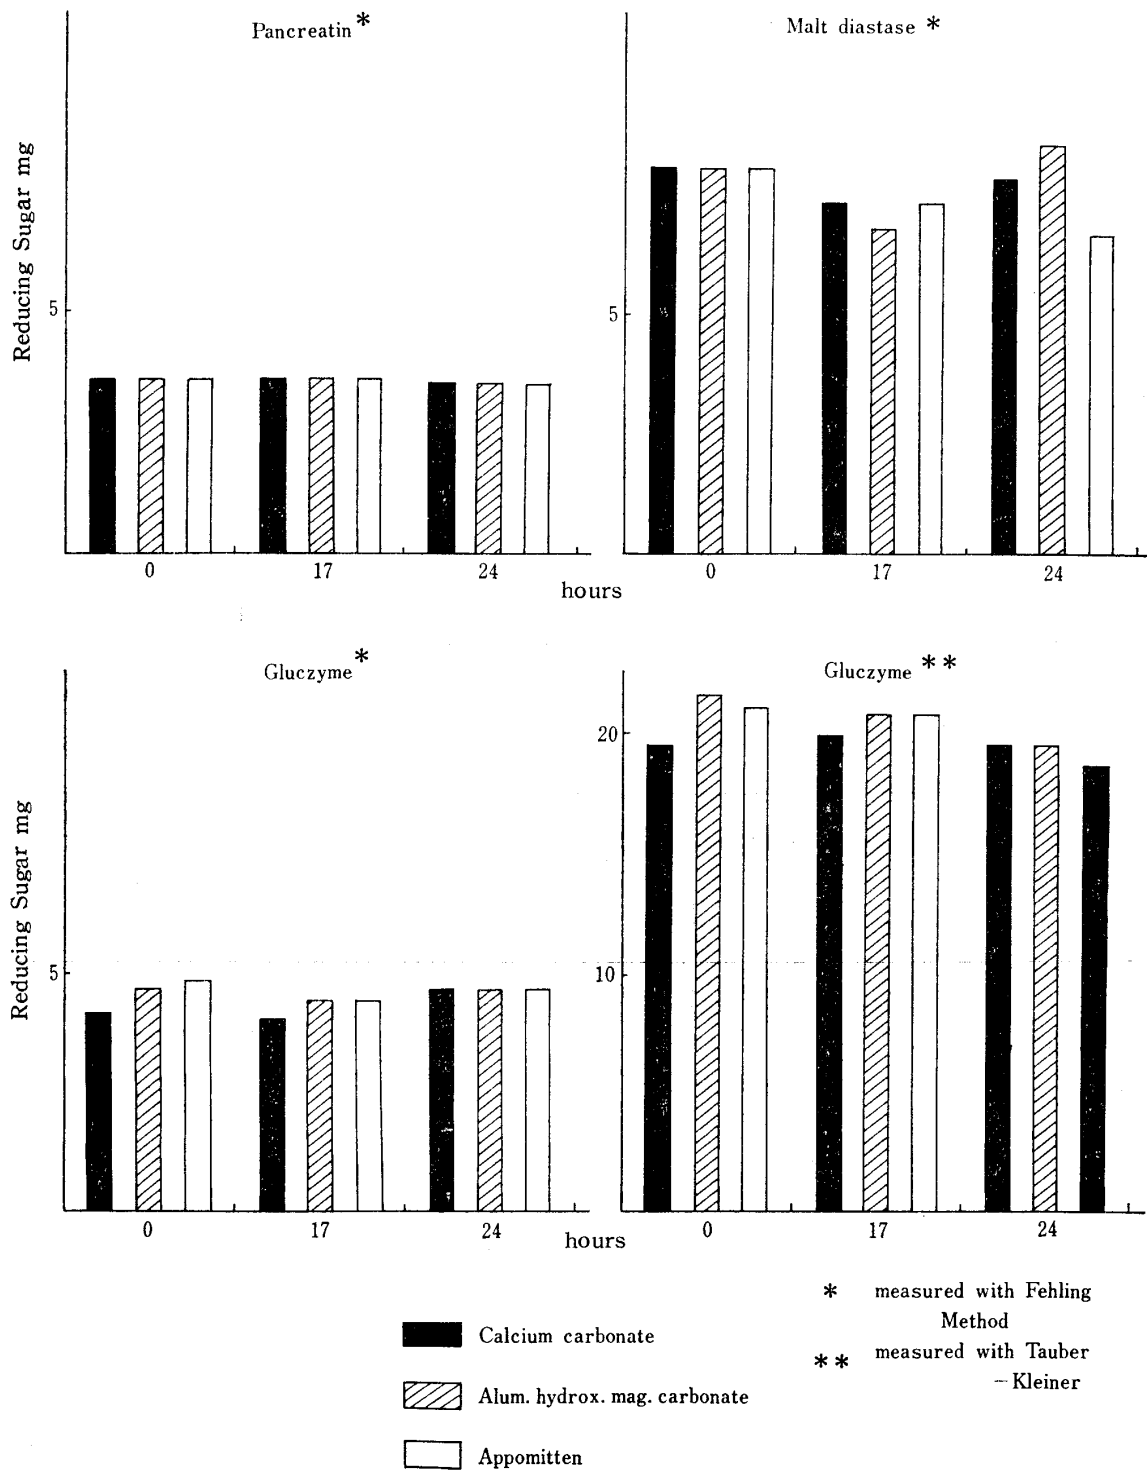 Pancreatin *
Malt diastase *
Reducing Sugar mg
5
5
0
17
24
0
17
24
hours
Gluczyme *
Gluczyme **
Reducing Sugar mg
5
20
10
0
17
24
0
17
24
hours
Calcium carbonate
Alum. hydrox. mag. carbonate
Appomitten
* measured with Fehling
Method
** measured with Tauber
-Kleiner